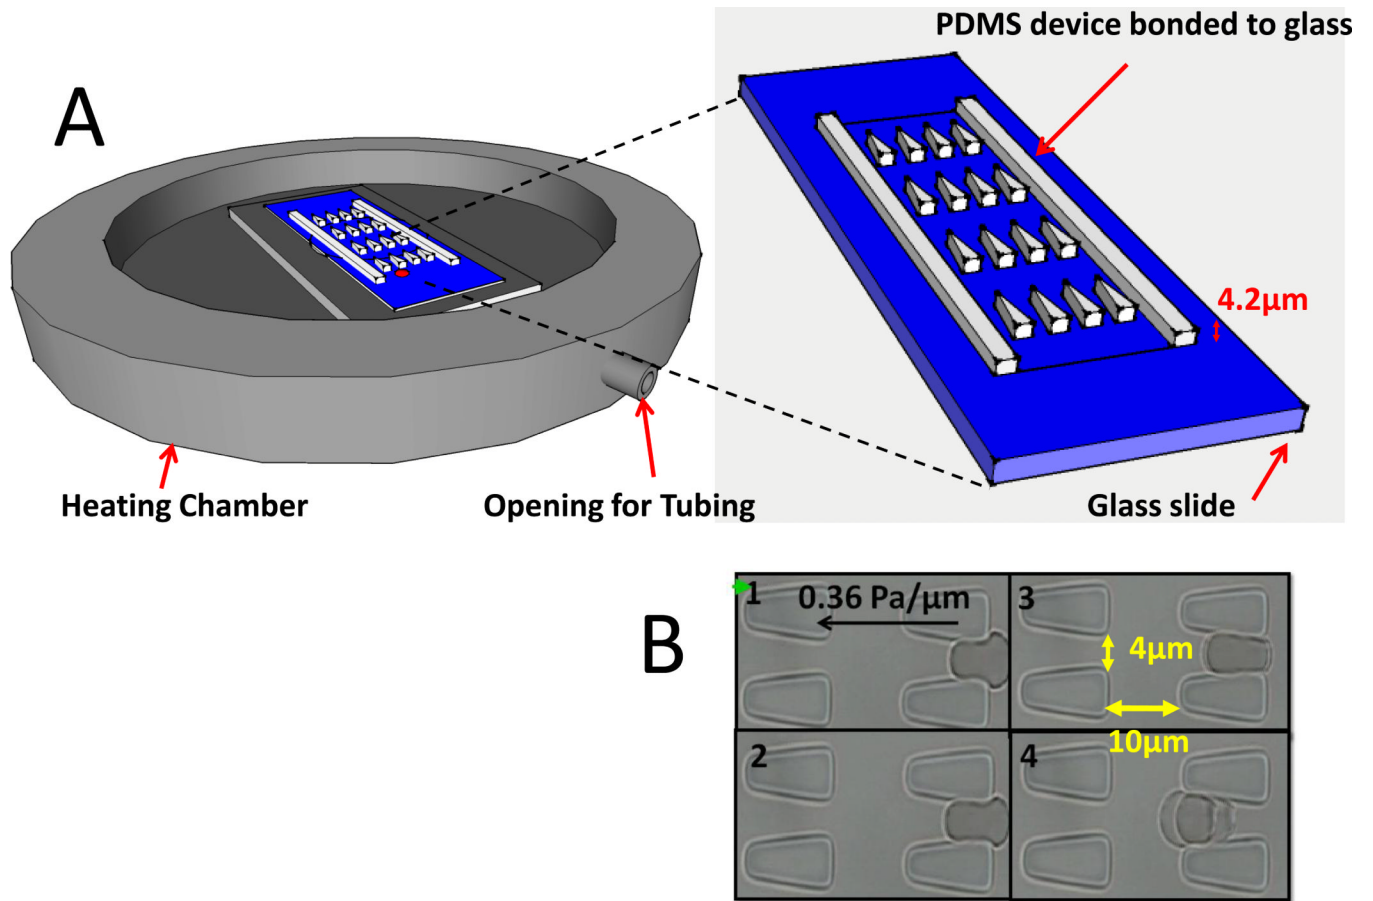 PDMS device bonded to glass
A
4.2μm
Heating Chamber
Opening for Tubing
Glass slide
B
1
0.36 Pa/μm
3
4μm
10μm
2
4